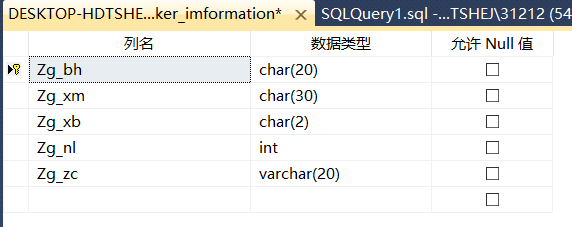 DESKTOP-HDTSHE...ker_imformation* SQLQuery1.sql -...TSHEJ\31212 (54
列名 数据类型 允许 Null 值
Zg_bh char(20)
Zg_xm char(30)
Zg_xb char(2)
Zg_nl int
Zg_zc varchar(20)